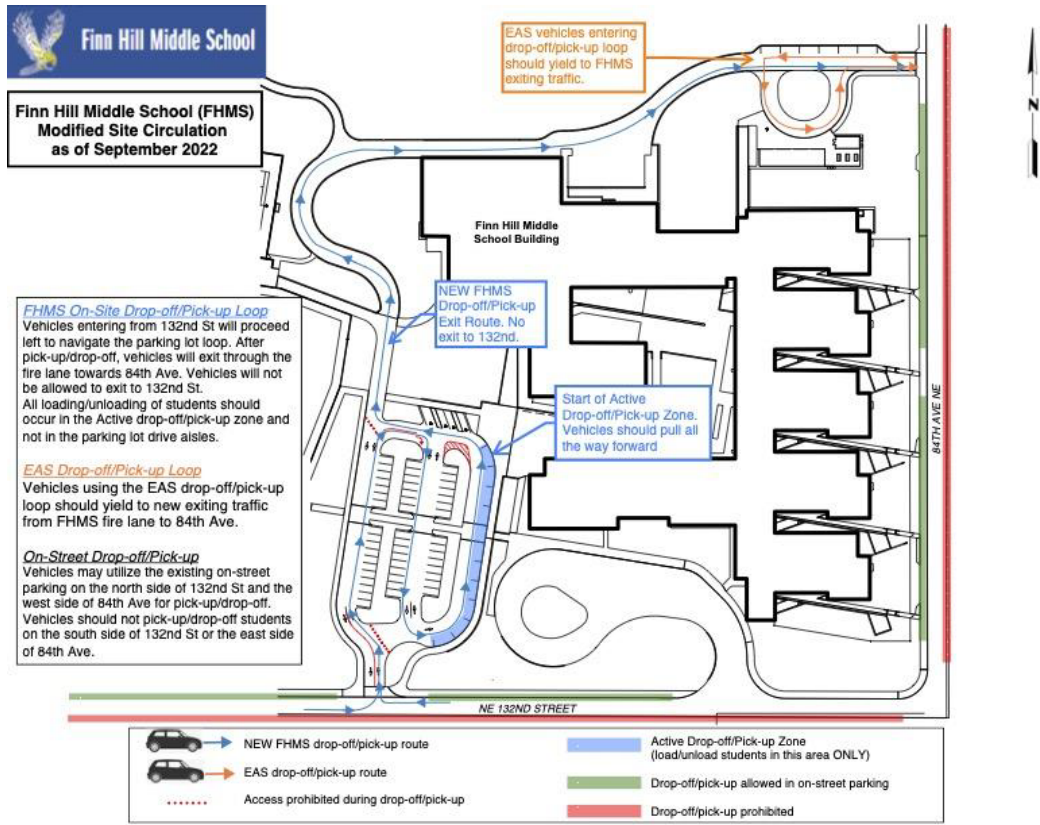 Finn Hill Middle School
Finn Hill Middle School (FHMS)
Modified Site Circulation
as of September 2022
EAS vehicles entering
drop-off/pick-up loop
should yield to FHMS
exiting traffic.
N
Finn Hill Middle
School Building
NEW FHMS
Drop-off/Pick-up
Exit Route. No
exit to 132nd.
Start of Active
Drop-off/Pick-up Zone.
Vehicles should pull all
the way forward
FHMS On-Site Drop-off/Pick-up Loop
Vehicles entering from 132nd St will proceed
left to navigate the parking lot loop. After
pick-up/drop-off, vehicles will exit through the
fire lane towards 84th Ave. Vehicles will not
be allowed to exit to 132nd St.
All loading/unloading of students should
occur in the Active drop-off/pick-up zone and
not in the parking lot drive aisles.
EAS Drop-off/Pick-up Loop
Vehicles using the EAS drop-off/pick-up
loop should yield to new exiting traffic
from FHMS fire lane to 84th Ave.
On-Street Drop-off/Pick-up
Vehicles may utilize the existing on-street
parking on the north side of 132nd St and the
west side of 84th Ave for pick-up/drop-off.
Vehicles should not pick-up/drop-off students
on the south side of 132nd St or the east side
of 84th Ave.
84TH AVE NE
NE 132ND STREET
NEW FHMS drop-off/pick-up route
EAS drop-off/pick-up route
Access prohibited during drop-off/pick-up
Active Drop-off/Pick-up Zone
(load/unload students in this area ONLY)
Drop-off/pick-up allowed in on-street parking
Drop-off/pick-up prohibited